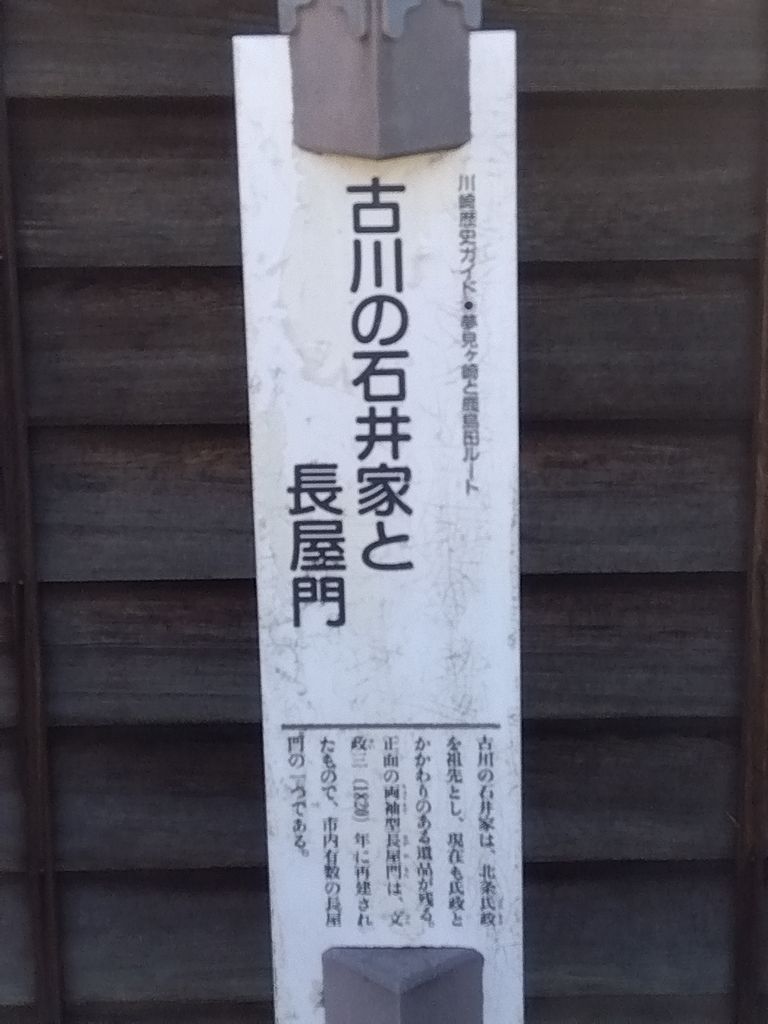 川崎歴史ガイド●夢見ヶ崎と鹿島田ルート
古川の石井家と
長屋門
古川の石井家は、北条氏政
を祖先とし、現在も氏政と
かかわりのある遺品が残る。
正面の両袖型長屋門は、文
政三(1820)年に再建され
たもので、市内有数の長屋
門の一つである。